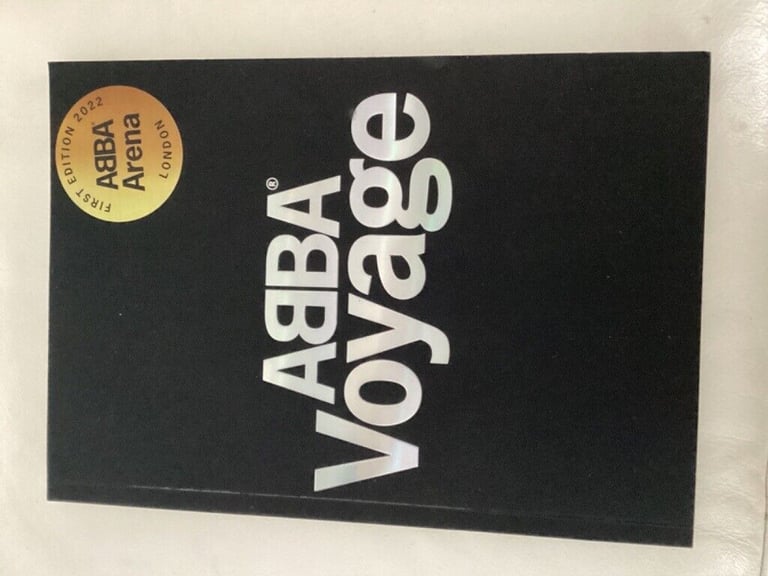 FIRST EDITION 2022
ABBA
Arena
LONDON
ABBA®
Voyage